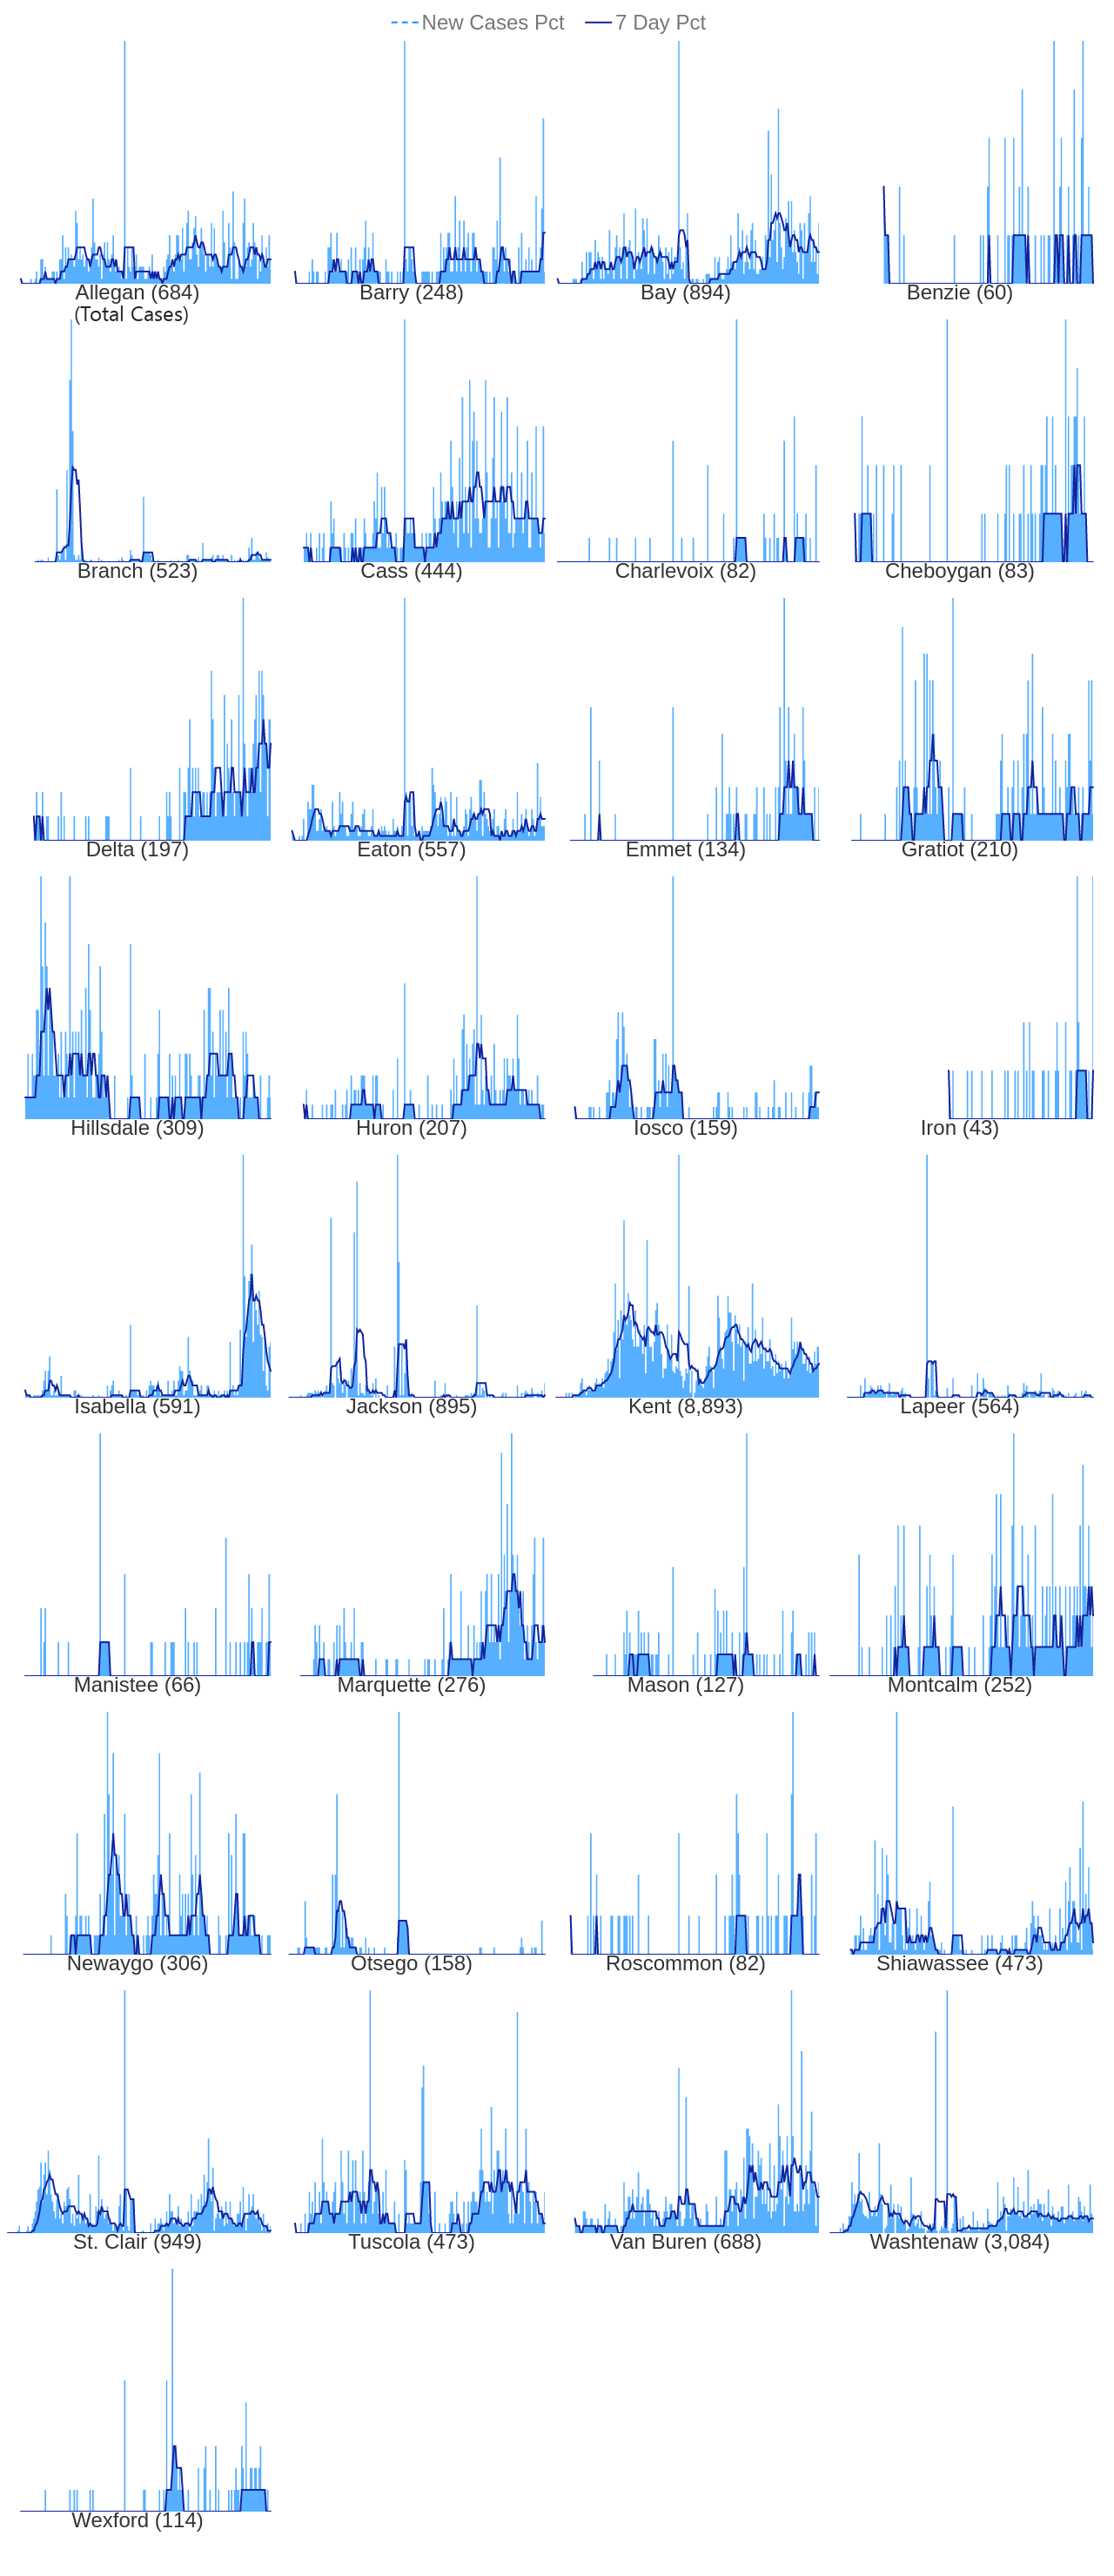 New Cases Pct 7 Day Pct
Allegan (684) Barry (248) Bay (894) Benzie (60)
(Total Cases)
Branch (523) Cass (444) Charlevoix (82) Cheboygan (83)
Delta (197) Eaton (557) Emmet (134) Gratiot (210)
Hillsdale (309) Huron (207) Iosco (159) Iron (43)
Isabella (591) Jackson (895) Kent (8,893) Lapeer (564)
Manistee (66) Marquette (276) Mason (127) Montcalm (252)
Newaygo (306) Otsego (158) Roscommon (82) Shiawassee (473)
St. Clair (949) Tuscola (473) Van Buren (688) Washtenaw (3,084)
Wexford (114)